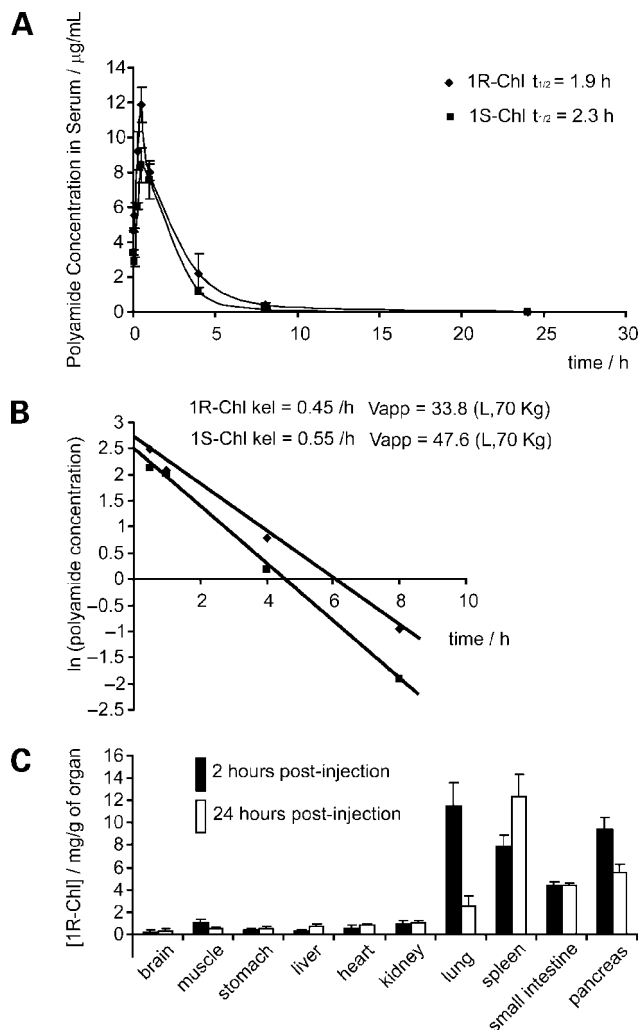 A
Polyamide Concentration in Serum / µg/mL
14
12
10
8
6
4
2
0
0 5 10 15 20 25 30
time / h
1R-Chl t1/2 = 1.9 h
1S-Chl t1/2 = 2.3 h
B
1R-Chl kel = 0.45 /h Vapp = 33.8 (L,70 Kg)
1S-Chl kel = 0.55 /h Vapp = 47.6 (L,70 Kg)
ln (polyamide concentration)
3
2.5
2
1.5
1
0.5
0
–0.5
–1
–1.5
–2
–2.5
2 4 6 8 10
time / h
C
[1R-Chl] / mg/g of organ
16
14
12
10
8
6
4
2
0
2 hours post-injection
24 hours post-injection
brain
muscle
stomach
liver
heart
kidney
lung
spleen
small intestine
pancreas